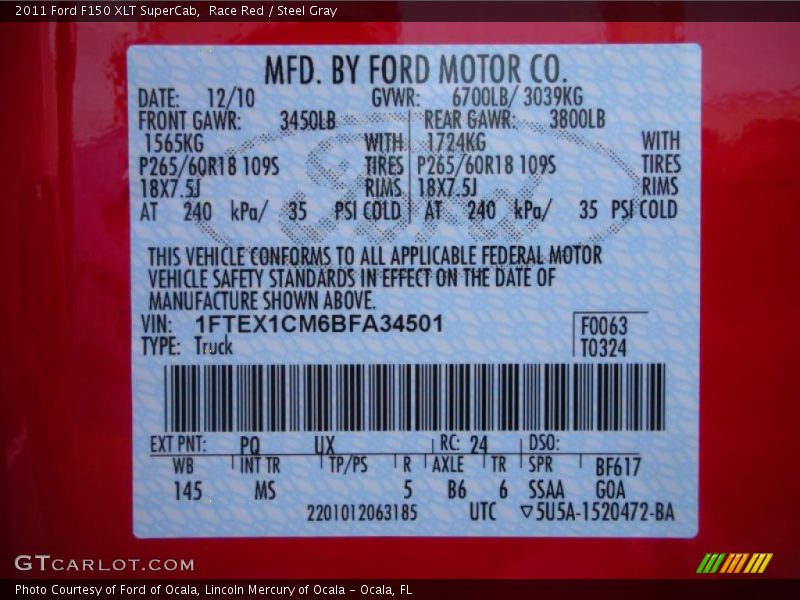 2011 Ford F150 XLT SuperCab,  Race Red / Steel Gray
MFD. BY FORD MOTOR CO.
DATE: 12/10 GVWR: 6700LB/ 3039KG
FRONT GAWR: 3450LB REAR GAWR: 3800LB
1565KG WITH 1724KG WITH
P265/60R18 109S TIRES P265/60R18 109S TIRES
18X7.5J RIMS 18X7.5J RIMS
AT 240 kPa/ 35 PSI COLD AT 240 kPa/ 35 PSI COLD
THIS VEHICLE CONFORMS TO ALL APPLICABLE FEDERAL MOTOR
VEHICLE SAFETY STANDARDS IN EFFECT ON THE DATE OF
MANUFACTURE SHOWN ABOVE.
VIN: 1FTEX1CM6BFA34501 F0063
TYPE: Truck T0324
EXT PNT: PQ UX RC: 24 DSO:
WB INT TR TP/PS R AXLE TR SPR BF617
145 MS 5 B6 6 SSAA GOA
2201012063185 UTC ▽5U5A-1520472-BA
GTCARLOT.COM
Photo Courtesy of Ford of Ocala, Lincoln Mercury of Ocala - Ocala, FL